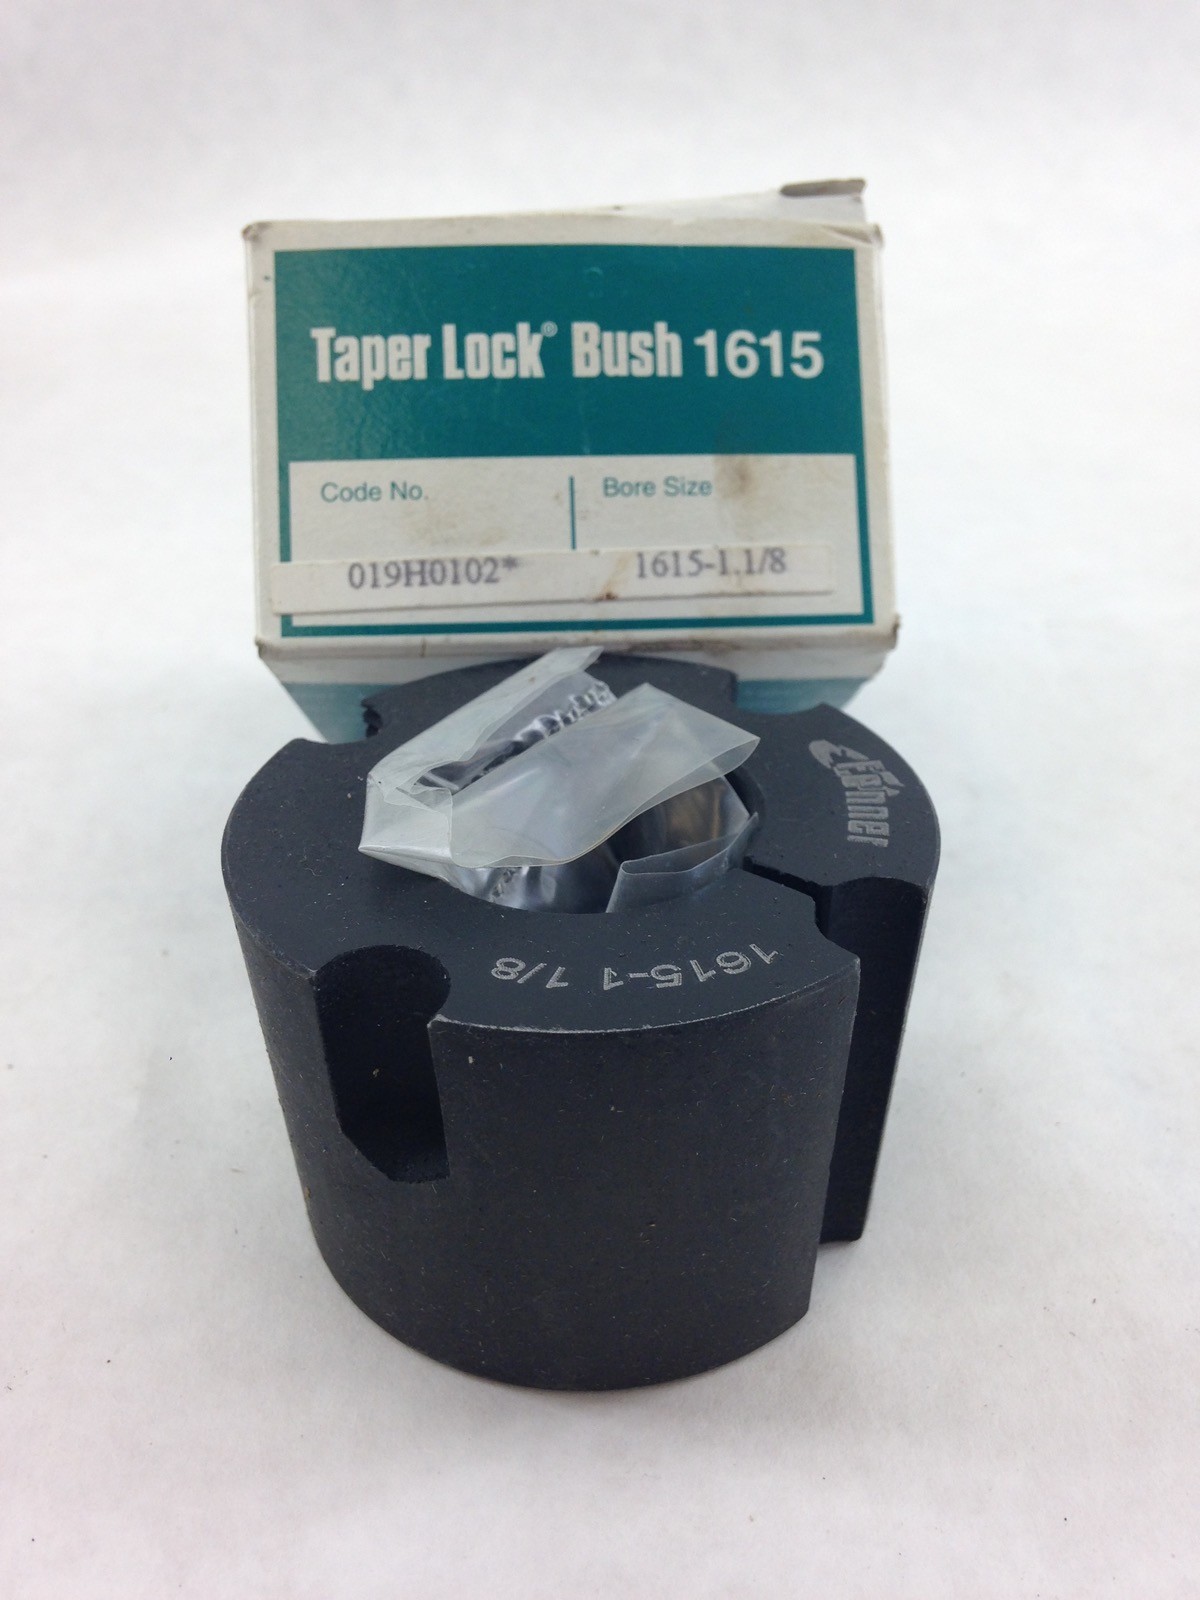 Taper Lock® Bush 1615
Code No.
Bore Size
019H0102*
1615-1.1/8
Fenner
1615-1 1/8